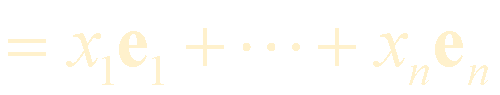 = x₁e₁ + ⋯ + xₙeₙ